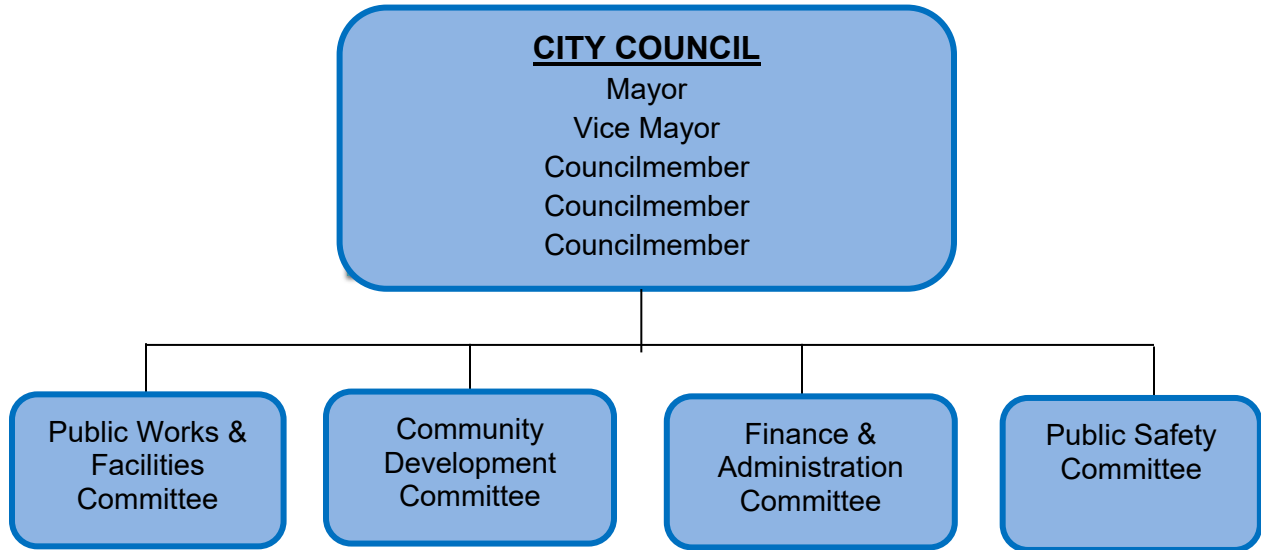 CITY COUNCIL
Mayor
Vice Mayor
Councilmember
Councilmember
Councilmember
Public Works &
Facilities
Committee
Community
Development
Committee
Finance &
Administration
Committee
Public Safety
Committee